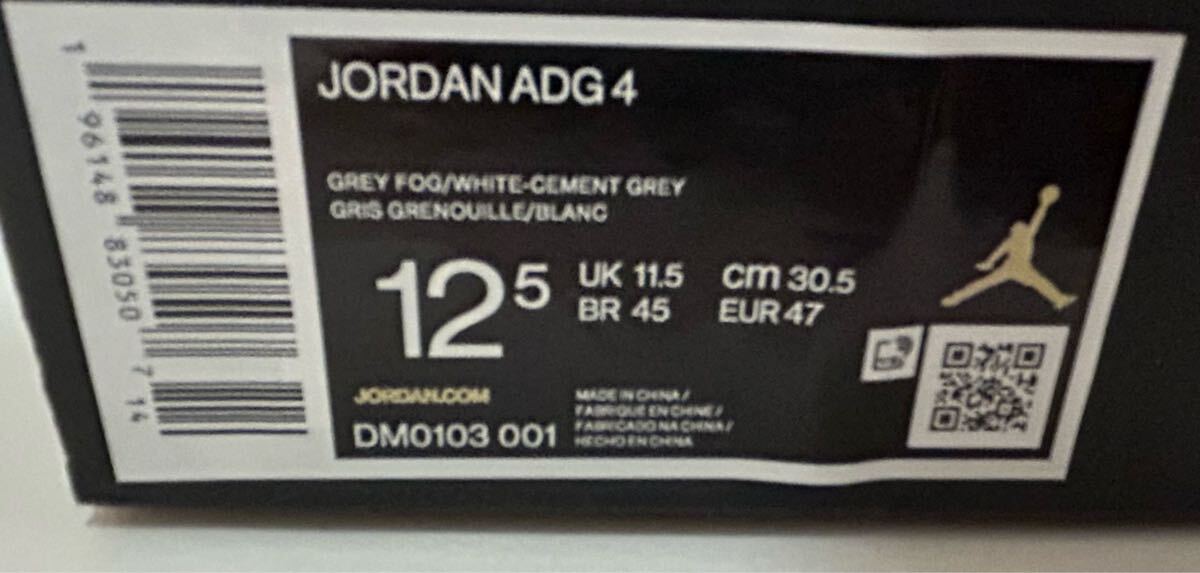 JORDAN ADG 4
GREY FOG/WHITE-CEMENT GREY
GRIS GRENOUILLE/BLANC
12 5
UK 11.5 cm 30.5
BR 45 EUR 47
JORDAN.COM
DM0103 001
MADE IN CHINA/
FABRIQUE EN CHINE/
FABRICADO NA CHINA/
HECHO EN CHINA
1 96148 83050 7 14